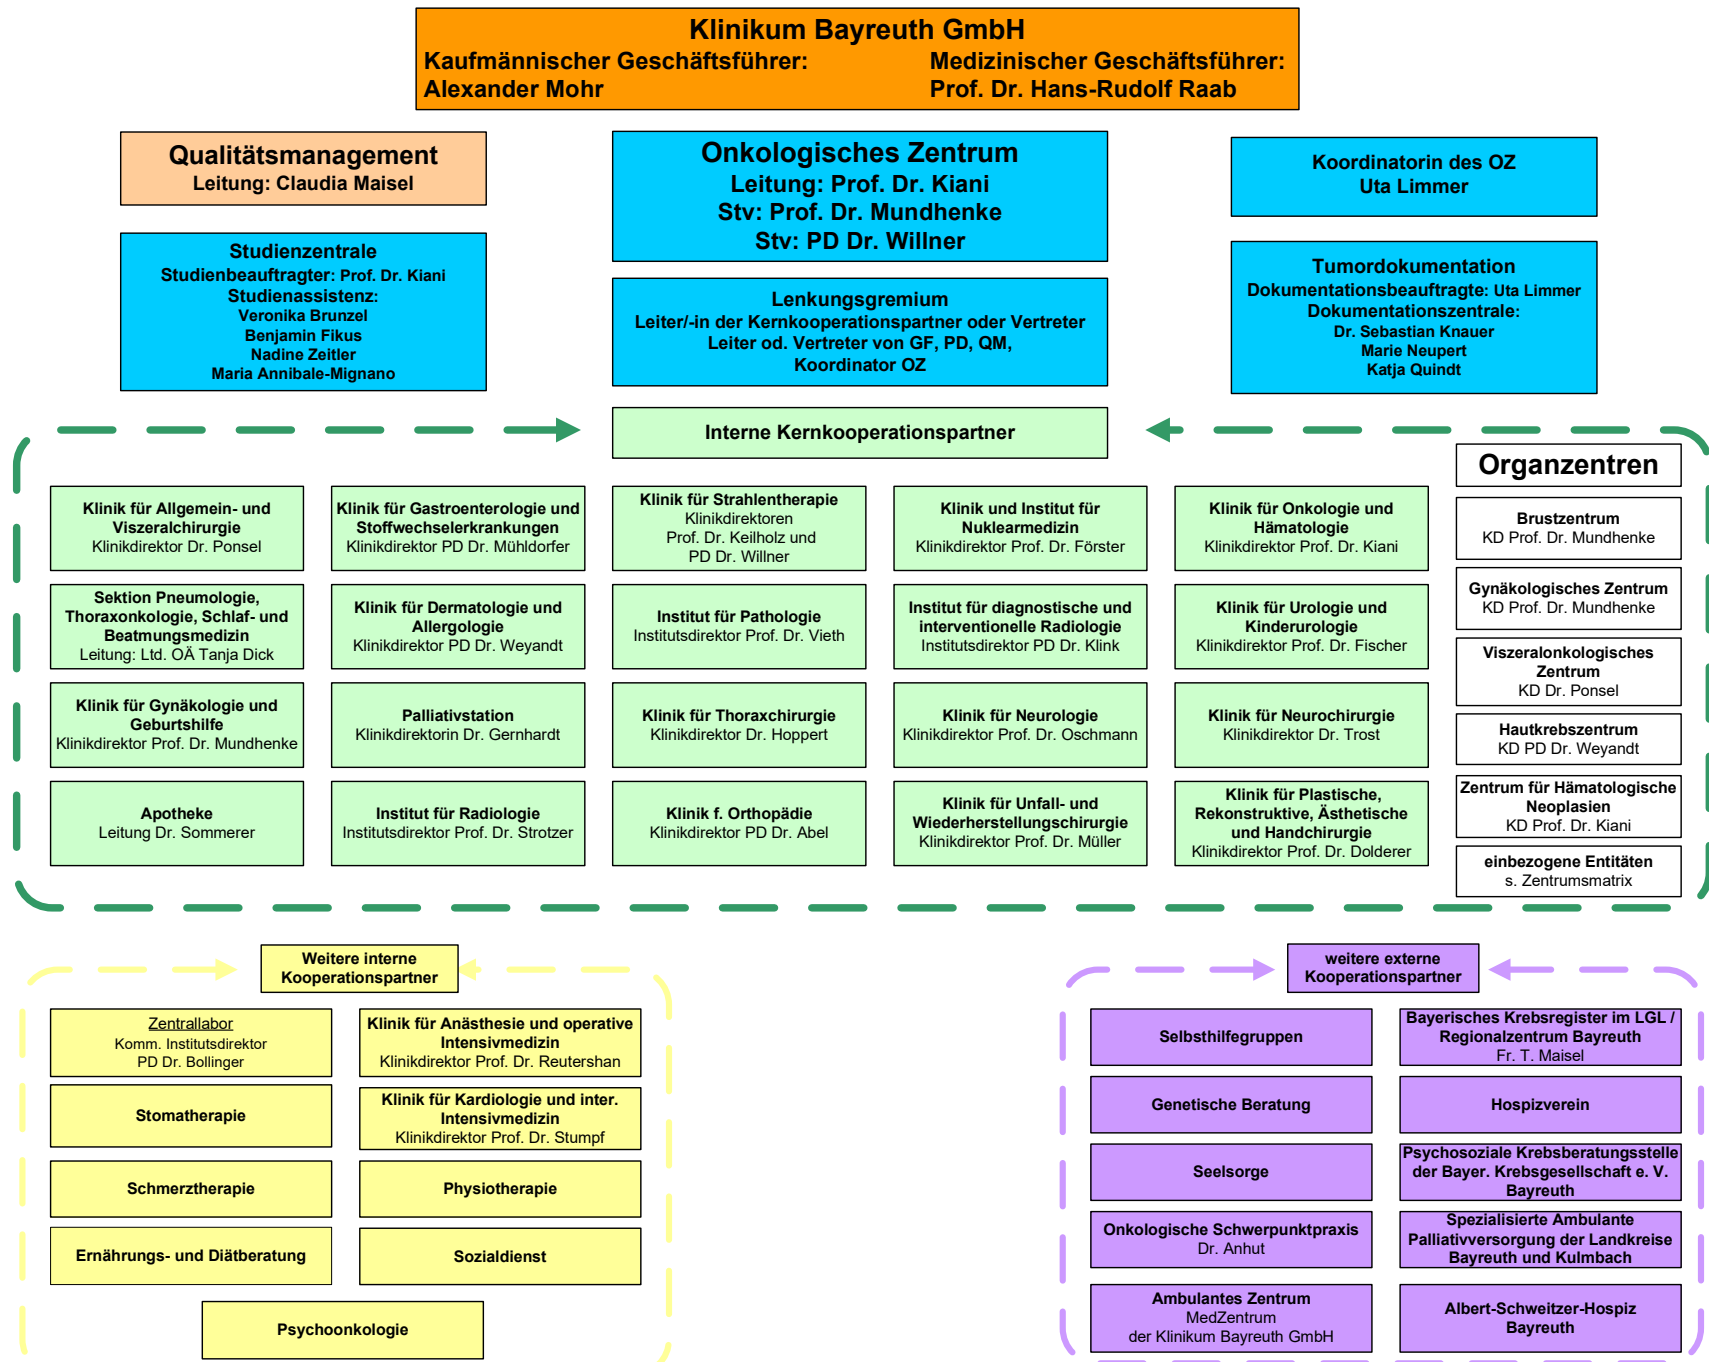 Klinikum Bayreuth GmbH
Kaufmännischer Geschäftsführer:
Alexander Mohr
Medizinischer Geschäftsführer:
Prof. Dr. Hans-Rudolf Raab
Qualitätsmanagement
Leitung: Claudia Maisel
Onkologisches Zentrum
Leitung: Prof. Dr. Kiani
Stv: Prof. Dr. Mundhenke
Stv: PD Dr. Willner
Koordinatorin des OZ
Uta Limmer
Studienzentrale
Studienbeauftragter: Prof. Dr. Kiani
Studienassistenz:
Veronika Brunzel
Benjamin Fikus
Nadine Zeitler
Maria Annibale-Mignano
Lenkungsgremium
Leiter/-in der Kernkooperationspartner oder Vertreter
Leiter od. Vertreter von GF, PD, QM,
Koordinator OZ
Tumordokumentation
Dokumentationsbeauftragte: Uta Limmer
Dokumentationszentrale:
Dr. Sebastian Knauer
Marie Neupert
Katja Quindt
Interne Kernkooperationspartner
Klinik für Allgemein- und
Viszeralchirurgie
Klinikdirektor Dr. Ponsel
Klinik für Gastroenterologie und
Stoffwechselerkrankungen
Klinikdirektor PD Dr. Mühldorfer
Klinik für Strahlentherapie
Klinikdirektoren
Prof. Dr. Keilholz und
PD Dr. Willner
Klinik und Institut für
Nuklearmedizin
Klinikdirektor Prof. Dr. Förster
Klinik für Onkologie und
Hämatologie
Klinikdirektor Prof. Dr. Kiani
Sektion Pneumologie,
Thoraxonkologie, Schlaf- und
Beatmungsmedizin
Leitung: Ltd. OÄ Tanja Dick
Klinik für Dermatologie und
Allergologie
Klinikdirektor PD Dr. Weyandt
Institut für Pathologie
Institutsdirektor Prof. Dr. Vieth
Institut für diagnostische und
interventionelle Radiologie
Institutsdirektor PD Dr. Klink
Klinik für Urologie und
Kinderurologie
Klinikdirektor Prof. Dr. Fischer
Klinik für Gynäkologie und
Geburtshilfe
Klinikdirektor Prof. Dr. Mundhenke
Palliativstation
Klinikdirektorin Dr. Gernhardt
Klinik für Thoraxchirurgie
Klinikdirektor Dr. Hoppert
Klinik für Neurologie
Klinikdirektor Prof. Dr. Oschmann
Klinik für Neurochirurgie
Klinikdirektor Dr. Trost
Apotheke
Leitung Dr. Sommerer
Institut für Radiologie
Institutsdirektor Prof. Dr. Strotzer
Klinik f. Orthopädie
Klinikdirektor PD Dr. Abel
Klinik für Unfall- und
Wiederherstellungschirurgie
Klinikdirektor Prof. Dr. Müller
Klinik für Plastische,
Rekonstruktive, Ästhetische
und Handchirurgie
Klinikdirektor Prof. Dr. Dolderer
Organzentren
Brustzentrum
KD Prof. Dr. Mundhenke
Gynäkologisches Zentrum
KD Prof. Dr. Mundhenke
Viszeralonkologisches
Zentrum
KD Dr. Ponsel
Hautkrebszentrum
KD PD Dr. Weyandt
Zentrum für Hämatologische
Neoplasien
KD Prof. Dr. Kiani
einbezogene Entitäten
s. Zentrumsmatrix
Weitere interne
Kooperationspartner
Zentrallabor
Komm. Institutsdirektor
PD Dr. Bollinger
Klinik für Anästhesie und operative
Intensivmedizin
Klinikdirektor Prof. Dr. Reutershan
Stomatherapie
Klinik für Kardiologie und inter.
Intensivmedizin
Klinikdirektor Prof. Dr. Stumpf
Schmerztherapie
Physiotherapie
Ernährungs- und Diätberatung
Sozialdienst
Psychoonkologie
weitere externe
Kooperationspartner
Selbsthilfegruppen
Bayerisches Krebsregister im LGL /
Regionalzentrum Bayreuth
Fr. T. Maisel
Genetische Beratung
Hospizverein
Seelsorge
Psychosoziale Krebsberatungsstelle
der Bayer. Krebsgesellschaft e. V.
Bayreuth
Onkologische Schwerpunktpraxis
Dr. Anhut
Spezialisierte Ambulante
Palliativversorgung der Landkreise
Bayreuth und Kulmbach
Ambulantes Zentrum
MedZentrum
der Klinikum Bayreuth GmbH
Albert-Schweitzer-Hospiz
Bayreuth